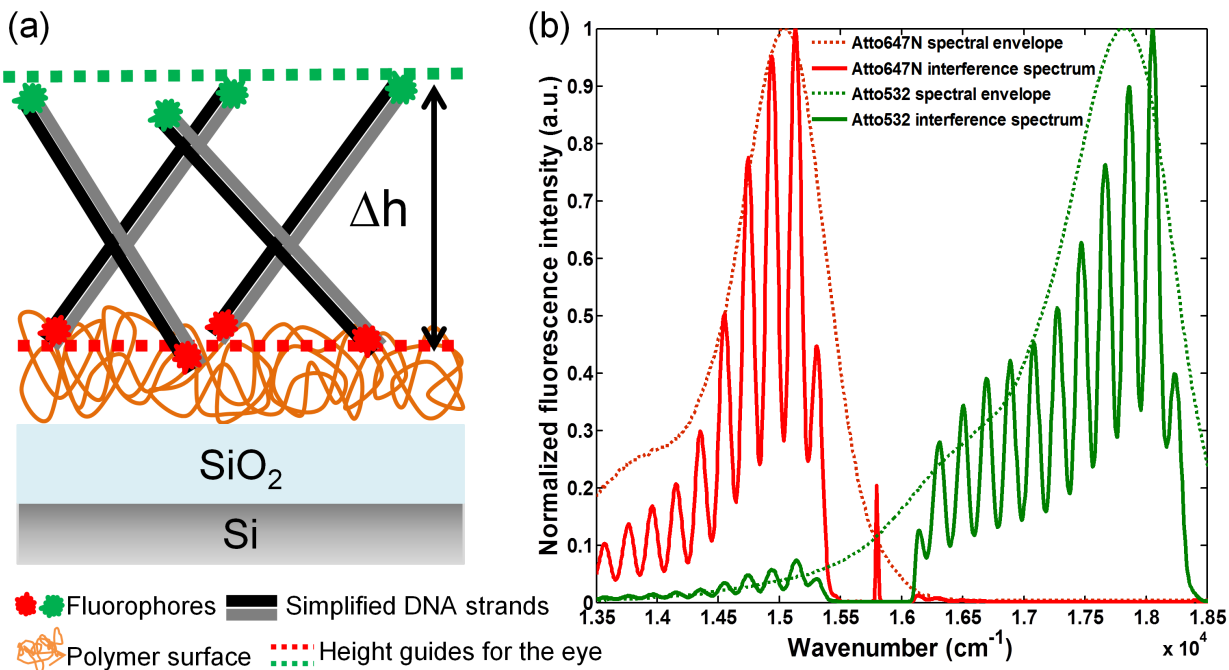 (a)
Δh
SiO2
Si
Fluorophores
Simplified DNA strands
Polymer surface
Height guides for the eye
(b)
Normalized fluorescence intensity (a.u.)
1
0.9
0.8
0.7
0.6
0.5
0.4
0.3
0.2
0.1
0
Atto647N spectral envelope
Atto647N interference spectrum
Atto532 spectral envelope
Atto532 interference spectrum
1.35 1.4 1.45 1.5 1.55 1.6 1.65 1.7 1.75 1.8 1.85
Wavenumber (cm-1)
x 10⁴